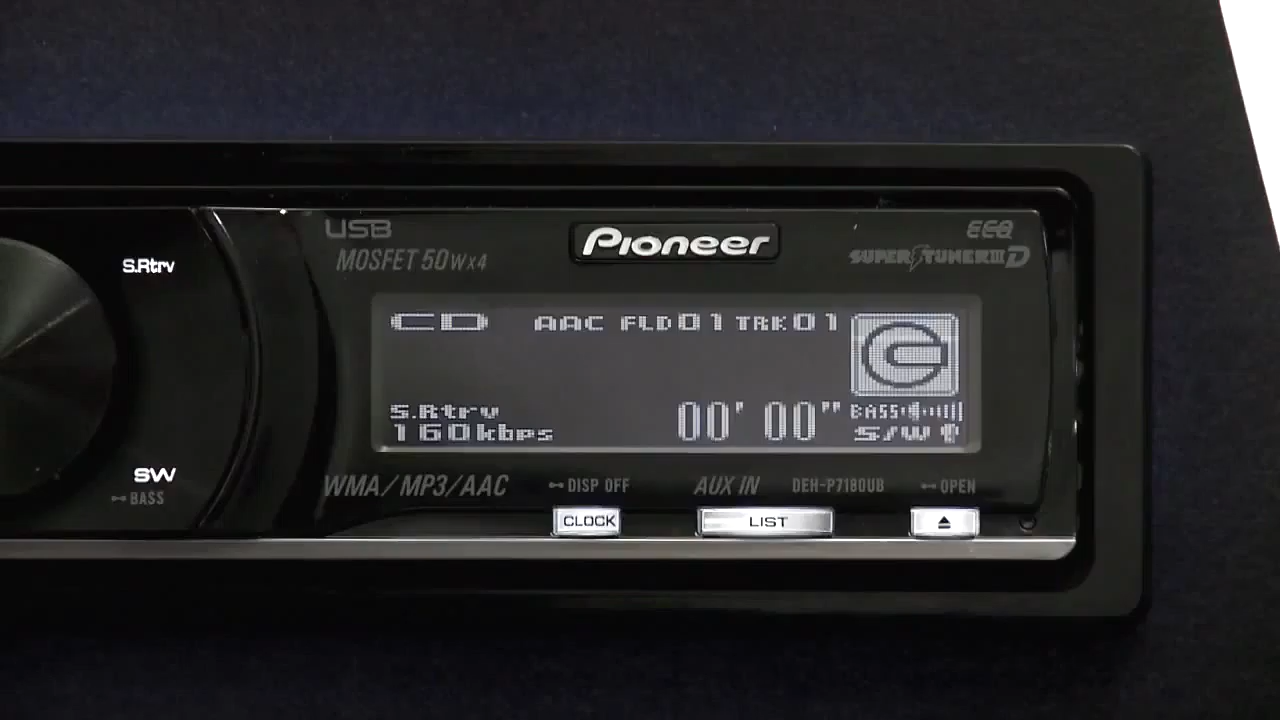 USB
Pioneer
EEQ
MOSFET 50Wx4
SUPER TUNER III D
S.Rtrv
CD AAC FLD01 TRK01
S.Rtrv
160kbps
00' 00"
BASS
S/W
SW
BASS
WMA/MP3/AAC
DISP OFF
AUX IN
DEH-P7180UB
OPEN
CLOCK
LIST